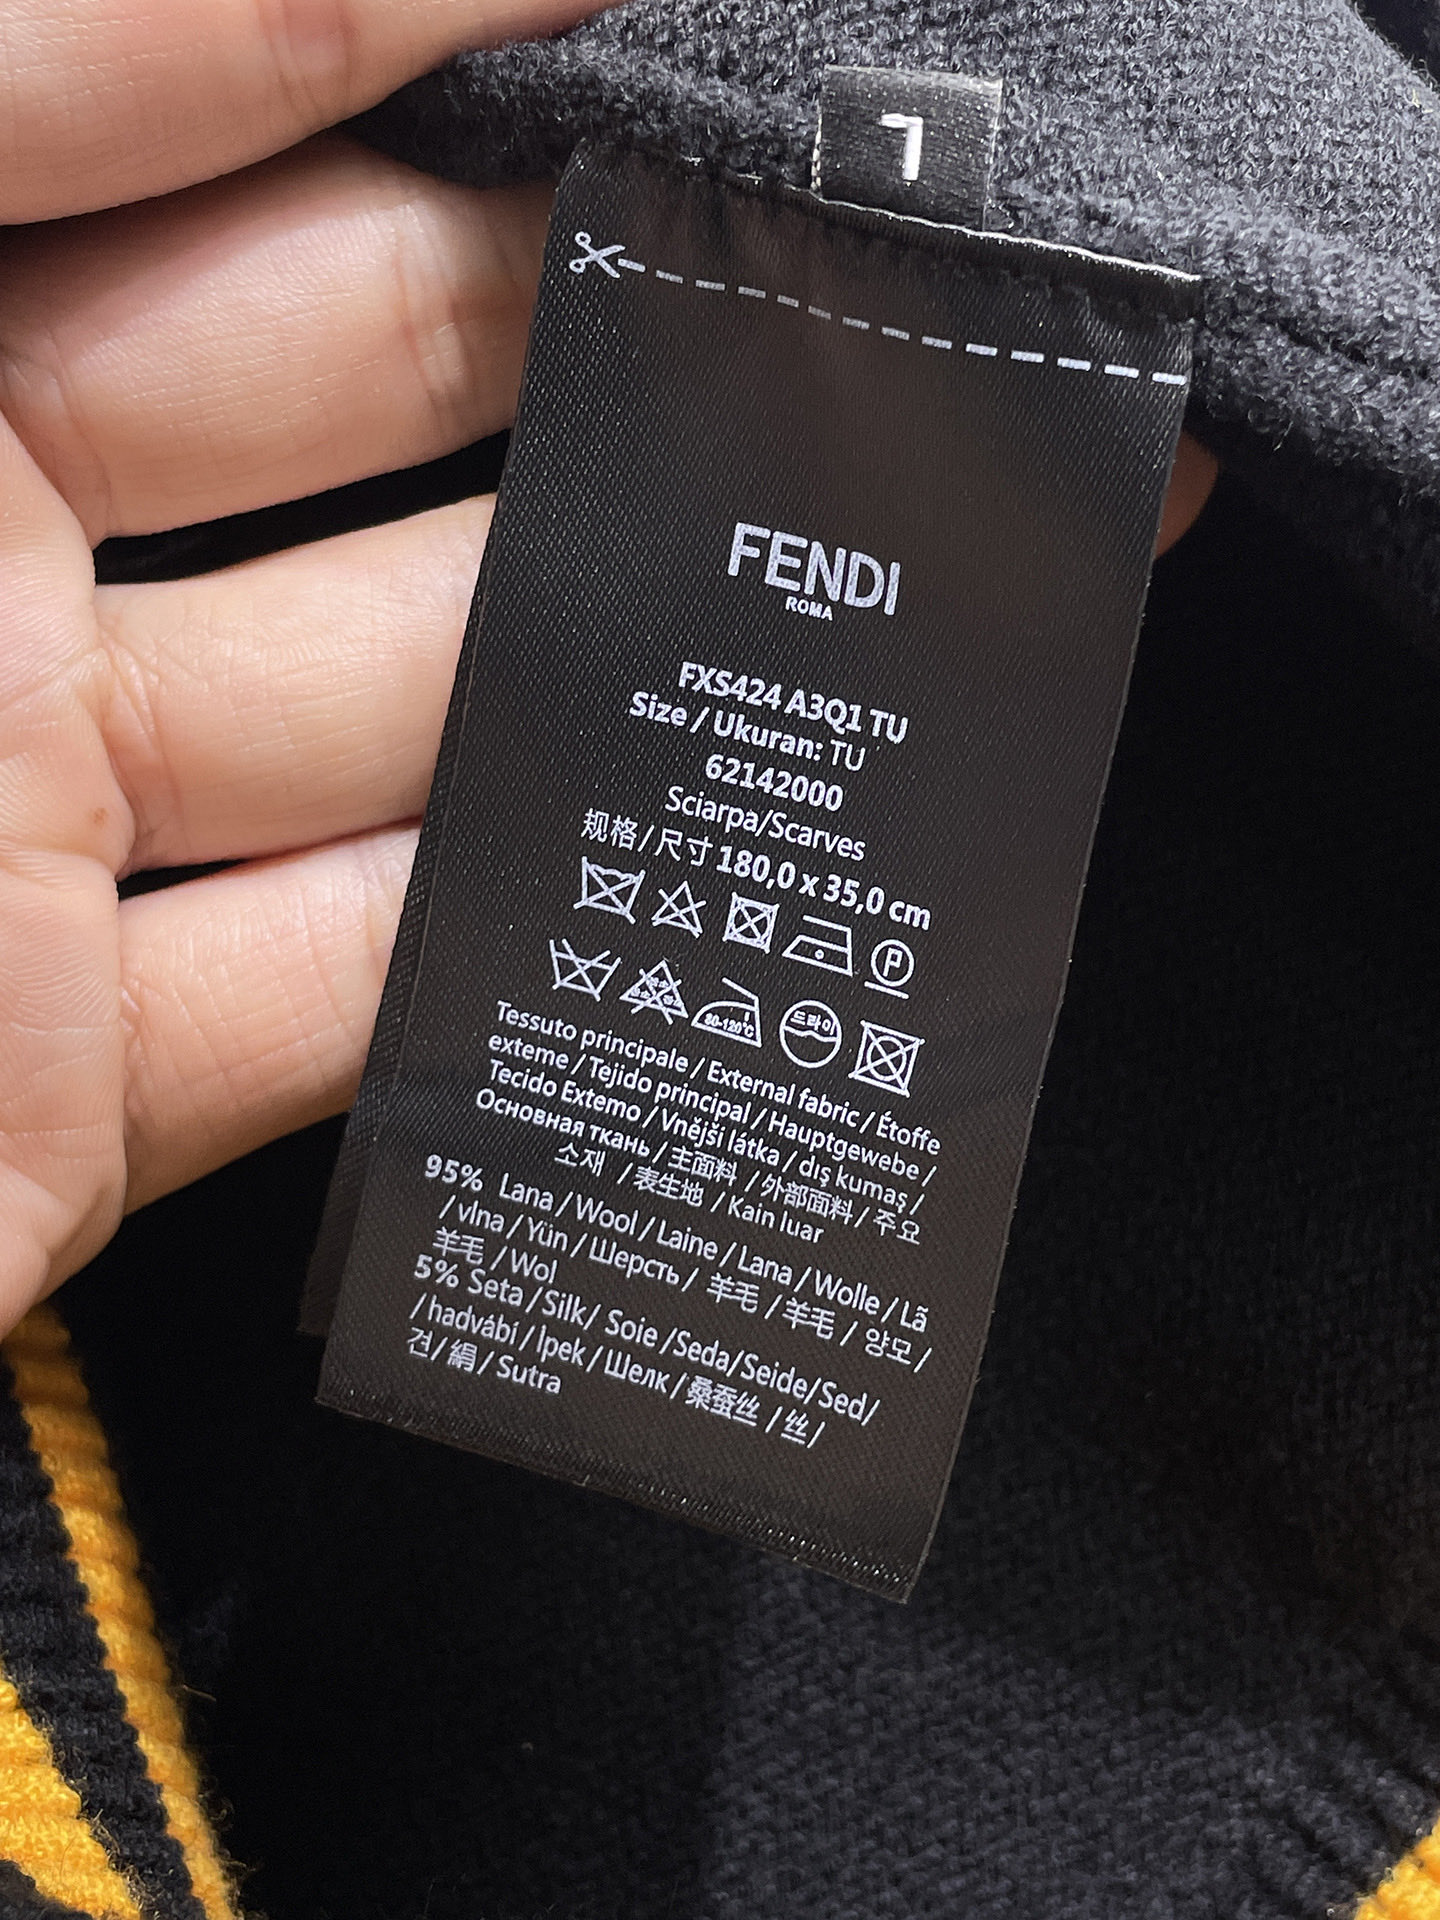 L
FENDI
ROMA
FXS424 A3Q1 TU
Size / Ukuran: TU
62142000
Sciarpa/Scarves
规格/尺寸 180,0 x 35,0 cm
P
80-120℃ 드라이
Tessuto principale / External fabric / Étoffe
exteme / Tejido principal / Hauptgewebe /
Tecido Extemo / Vnější látka / dış kumaş /
Основная ткань / 主面料 / 外部面料 / 주요
소재 / 表生地 / Kain luar
95% Lana / Wool / Laine / Lana / Wolle / Lã
/ vlna / Yün / Шерсть / 羊毛 / 羊毛 / 양모 /
羊毛 / Wol
5% Seta / Silk / Soie / Seda / Seide / Sed /
/ hadvábí / İpek / Шелк / 桑蚕丝 / 丝 /
견 / 絹 / Sutra